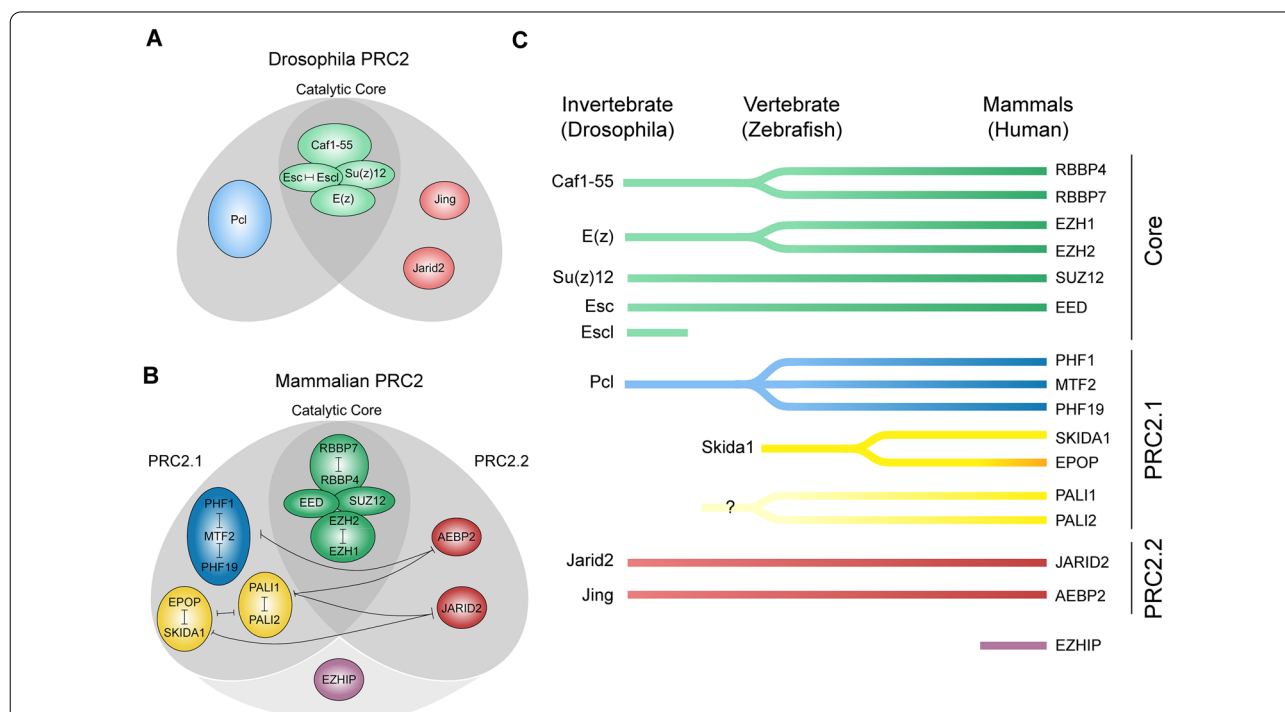 A
Drosophila PRC2
Catalytic Core
Caf1-55
Esc Escl
Su(z)12
E(z)
Pcl
Jing
Jarid2
B
Mammalian PRC2
Catalytic Core
PRC2.1
PRC2.2
RBBP7
RBBP4
EED
SUZ12
EZH2
EZH1
PHF1
MTF2
PHF19
AEBP2
EPOP
SKIDA1
PALI1
PALI2
JARID2
EZHIP
C
Invertebrate
(Drosophila)
Vertebrate
(Zebrafish)
Mammals
(Human)
Caf1-55
RBBP4
RBBP7
E(z)
EZH1
EZH2
Su(z)12
SUZ12
Esc
EED
Escl
Core
Pcl
PHF1
MTF2
PHF19
Skida1
SKIDA1
EPOP
?
PALI1
PALI2
PRC2.1
Jarid2
JARID2
Jing
AEBP2
PRC2.2
EZHIP